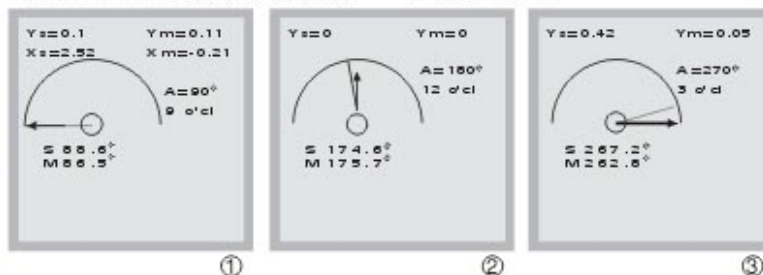 Ys=0.1 Ym=0.11
Xs=2.52 Xm=-0.21
A=90°
9 o'cl
S 88.6°
M 86.5°
①
Ys=0 Ym=0
A=180°
12 o'cl
S 174.6°
M 175.7°
②
Ys=0.42 Ym=0.05
A=270°
3 o'cl
S 267.2°
M 262.8°
③